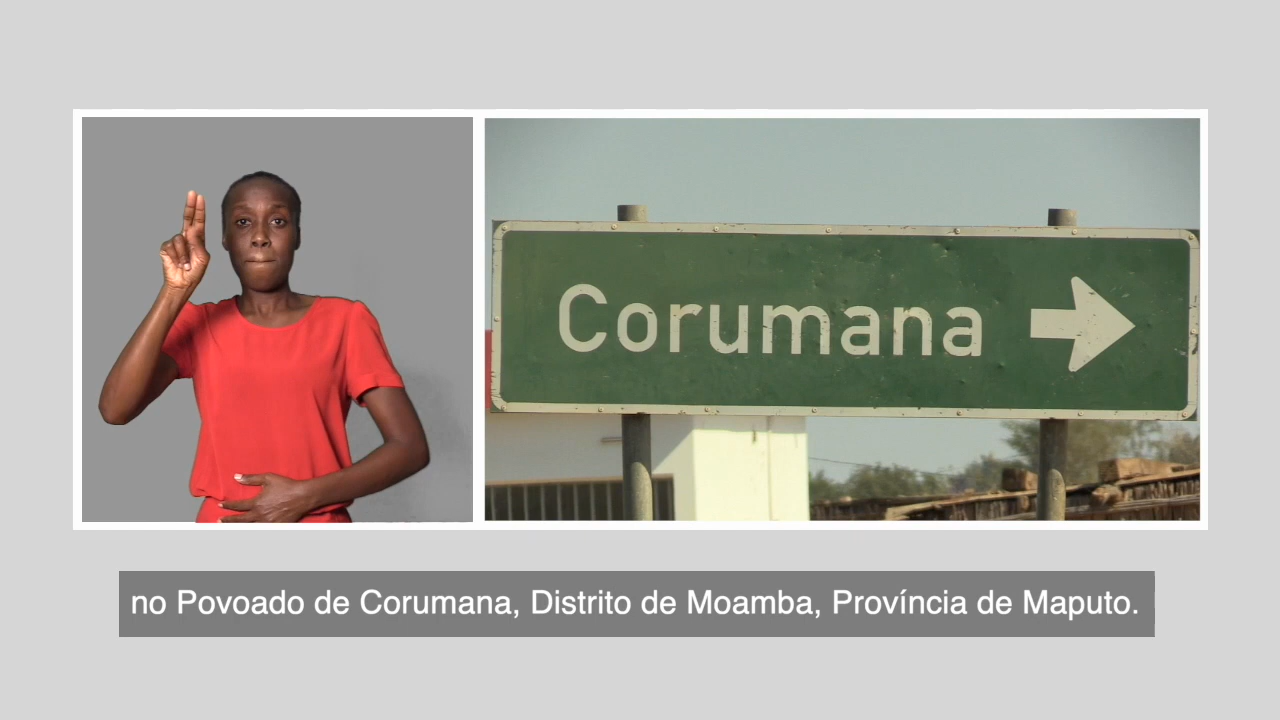 Corumana
no Povoado de Corumana, Distrito de Moamba, Província de Maputo.